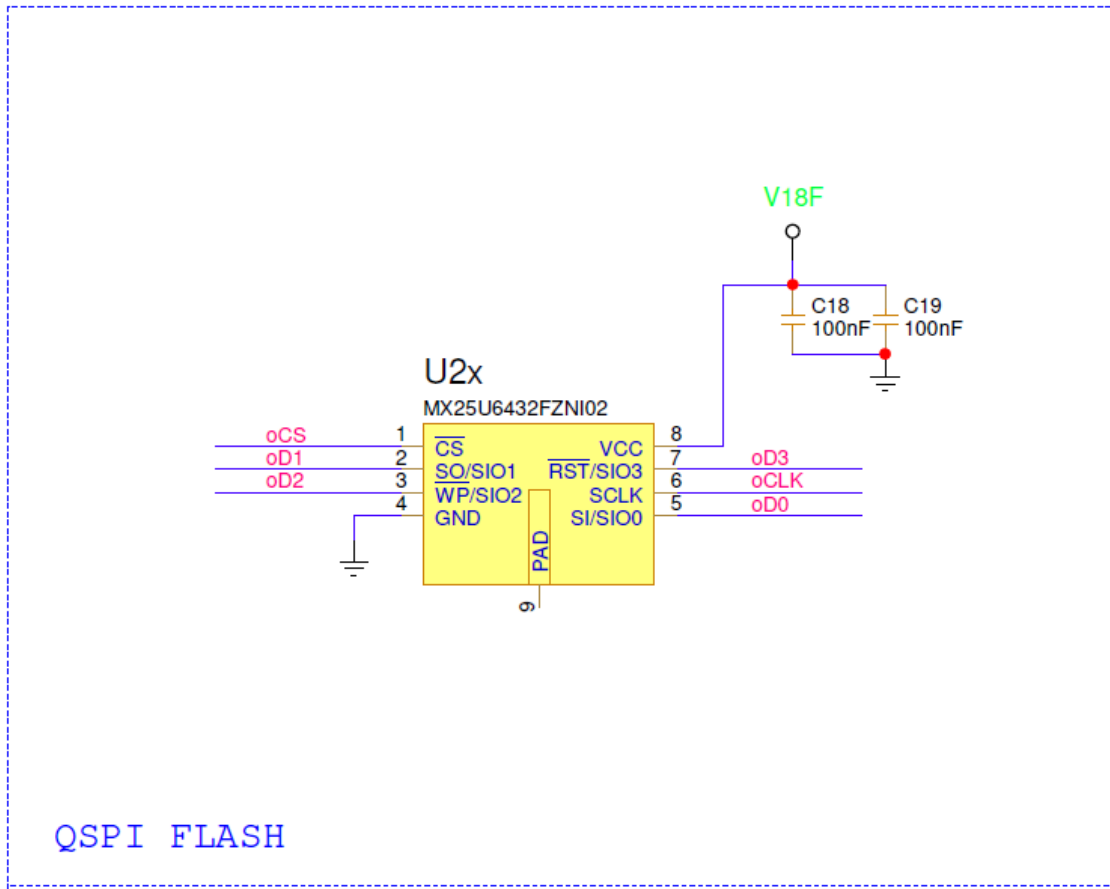 V18F
C18
100nF
C19
100nF
U2x
MX25U6432FZNI02
oCS 1 CS VCC 8
oD1 2 SO/SIO1 RST/SIO3 7 oD3
oD2 3 WP/SIO2 SCLK 6 oCLK
4 GND SI/SIO0 5 oD0
PAD
9
QSPI FLASH